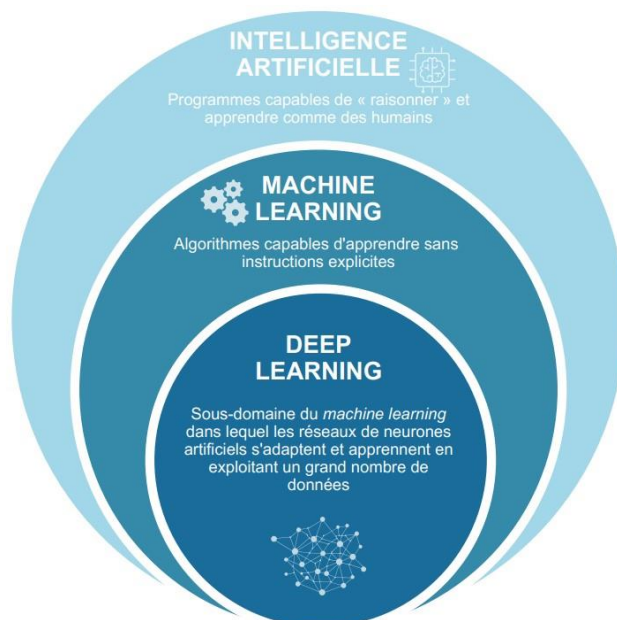 INTELLIGENCE
ARTIFICIELLE
Programmes capables de « raisonner » et
apprendre comme des humains
MACHINE
LEARNING
Algorithmes capables d'apprendre sans
instructions explicites
DEEP
LEARNING
Sous-domaine du machine learning
dans lequel les réseaux de neurones
artificiels s'adaptent et apprennent en
exploitant un grand nombre de
données